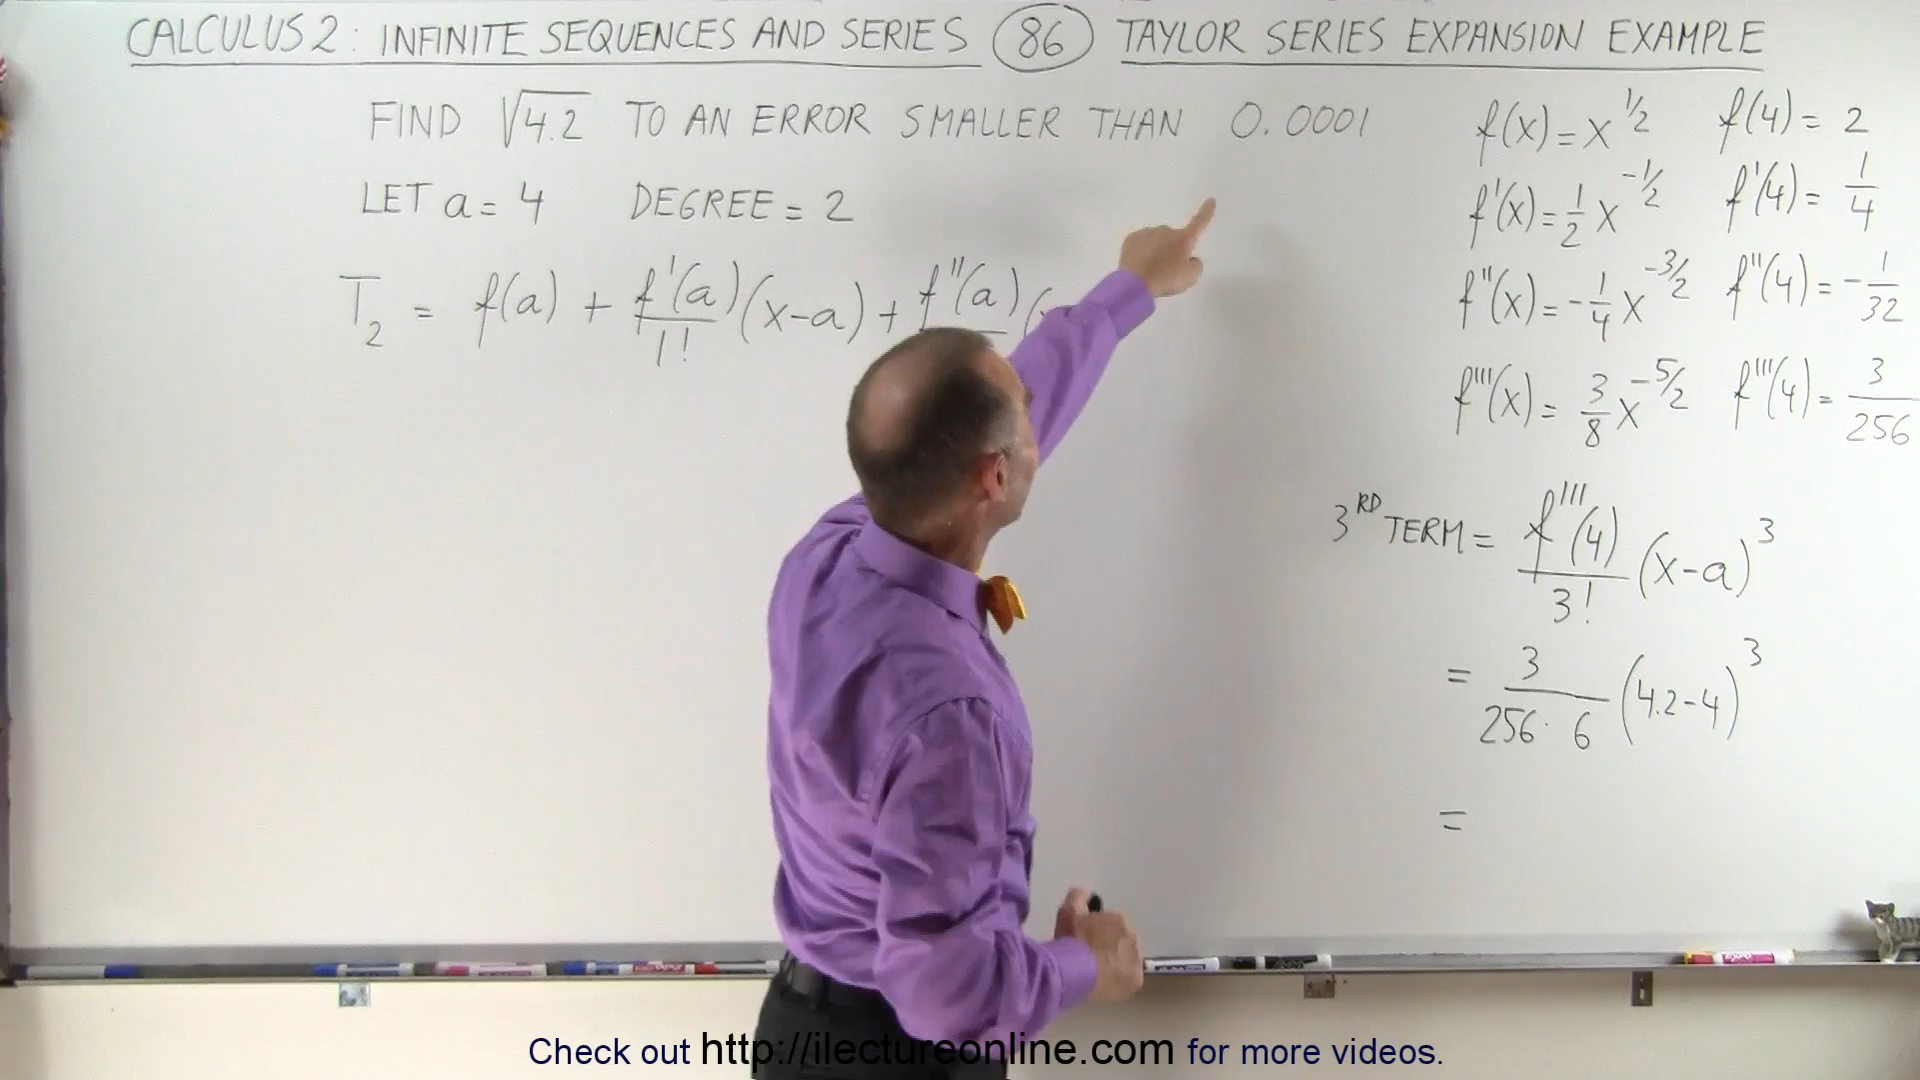 CALCULUS 2: INFINITE SEQUENCES AND SERIES 86 TAYLOR SERIES EXPANSION EXAMPLE
FIND √4.2 TO AN ERROR SMALLER THAN 0.0001
LET a = 4 DEGREE = 2
T₂ = f(a) + f'(a)/1! (x-a) + f''(a) (
f(x) = x^1/2 f(4) = 2
f'(x) = 1/2 x^-1/2 f'(4) = 1/4
f''(x) = -1/4 x^-3/2 f''(4) = -1/32
f'''(x) = 3/8 x^-5/2 f'''(4) = 3/256
3RD TERM = f'''(4)/3! (x-a)^3
= 3/(256·6) (4.2-4)^3
=
Check out http://ilectureonline.com for more videos.